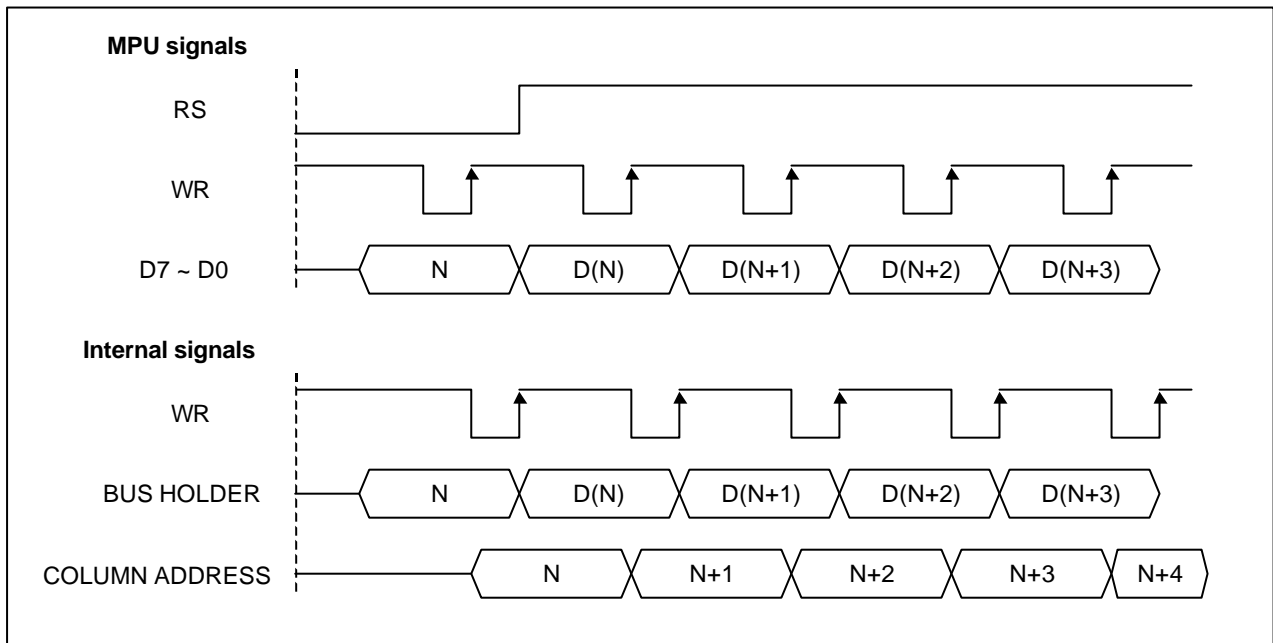 MPU signals
RS
WR
D7 ~ D0 N D(N) D(N+1) D(N+2) D(N+3)
Internal signals
WR
BUS HOLDER N D(N) D(N+1) D(N+2) D(N+3)
COLUMN ADDRESS N N+1 N+2 N+3 N+4